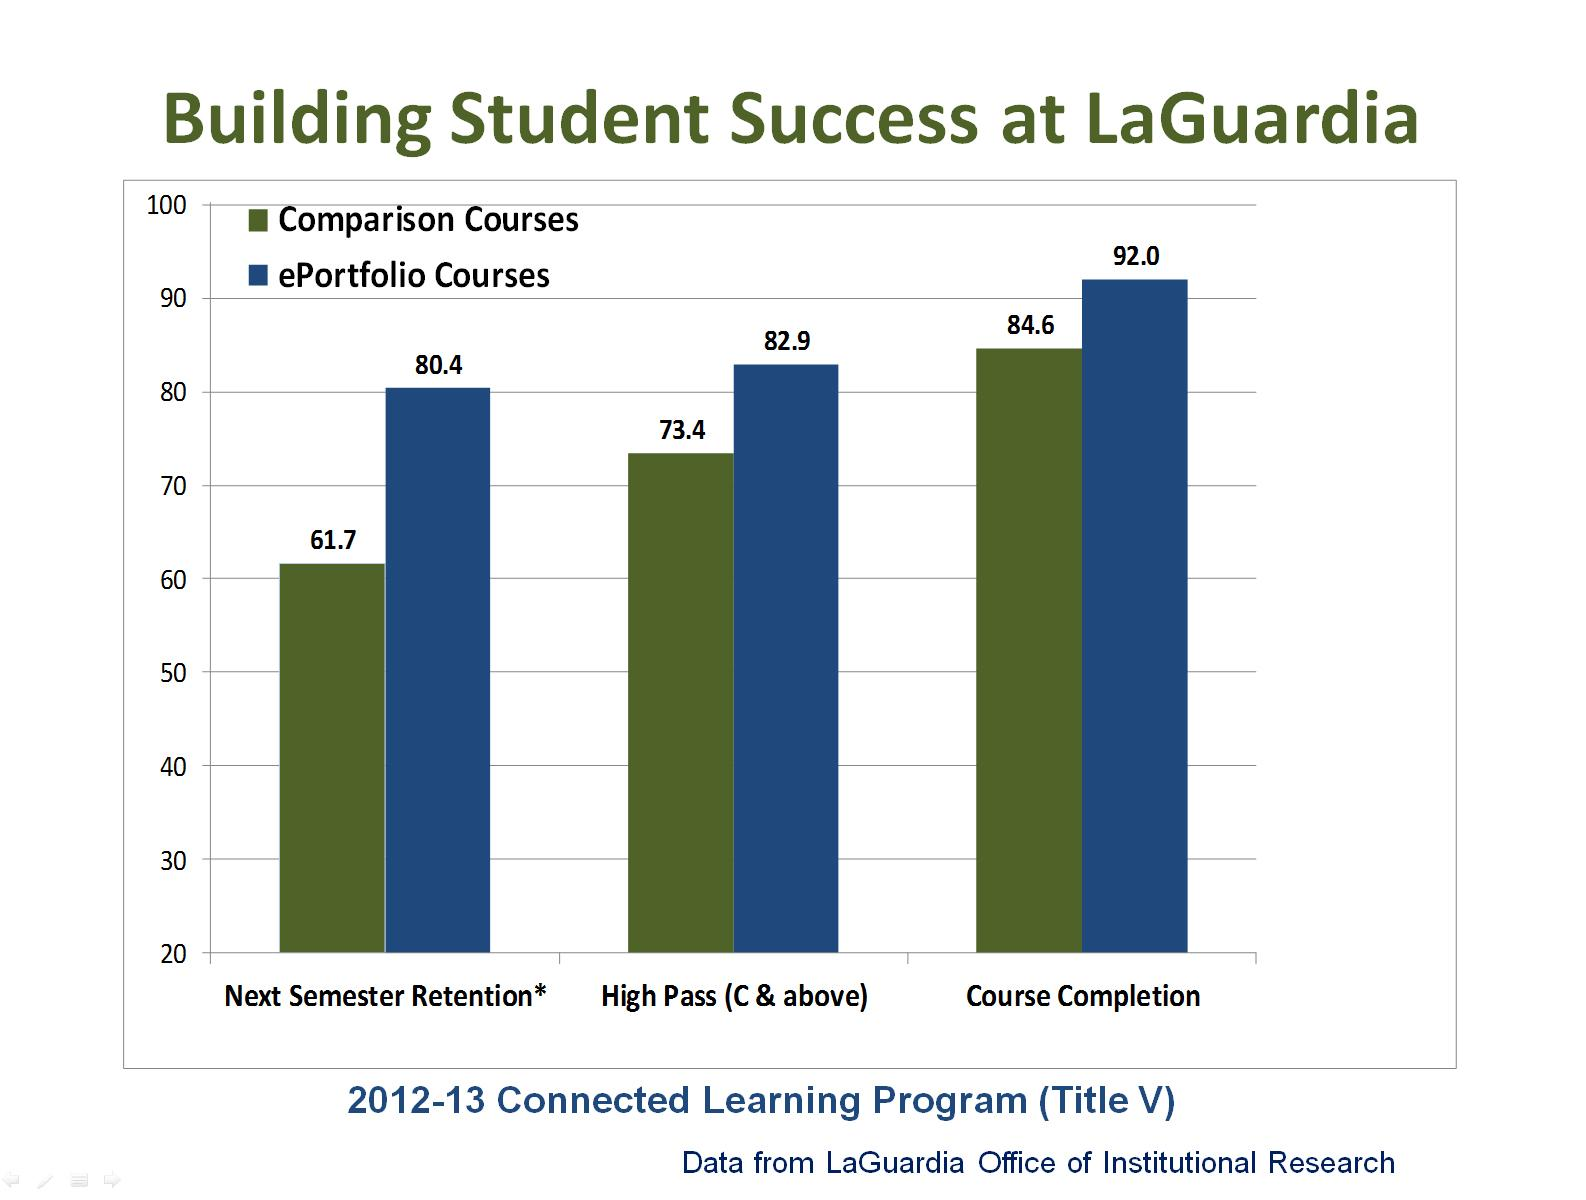 Building Student Success at LaGuardia
100
90
80
70
60
50
40
30
20
Comparison Courses
ePortfolio Courses
61.7
80.4
73.4
82.9
84.6
92.0
Next Semester Retention*
High Pass (C & above)
Course Completion
2012-13 Connected Learning Program (Title V)
Data from LaGuardia Office of Institutional Research